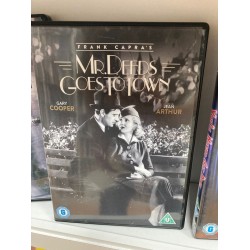 FRANK CAPRA'S
MR. DEEDS
GOES TO TOWN
GARY
COOPER
JEAN
ARTHUR
U